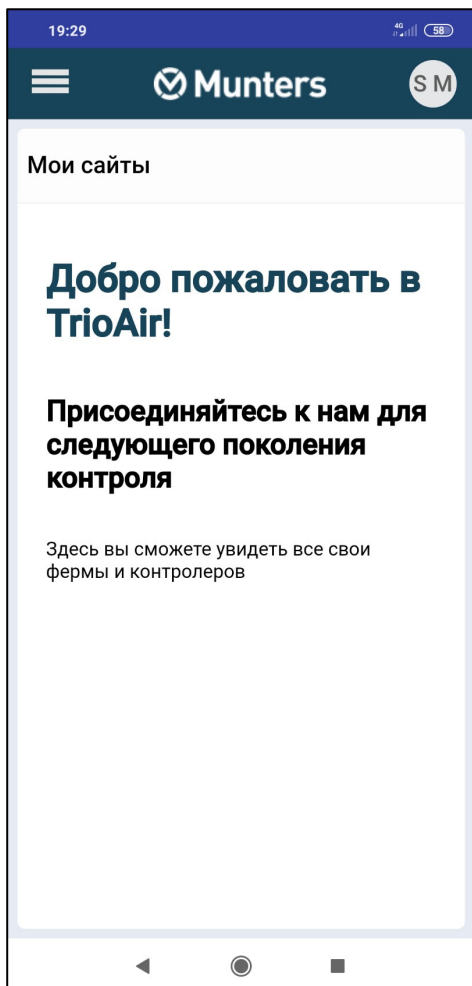 19:29
4G
58
Munters
S M
Мои сайты
Добро пожаловать в
TrioAir!
Присоединяйтесь к нам для
следующего поколения
контроля
Здесь вы сможете увидеть все свои
фермы и контролеров